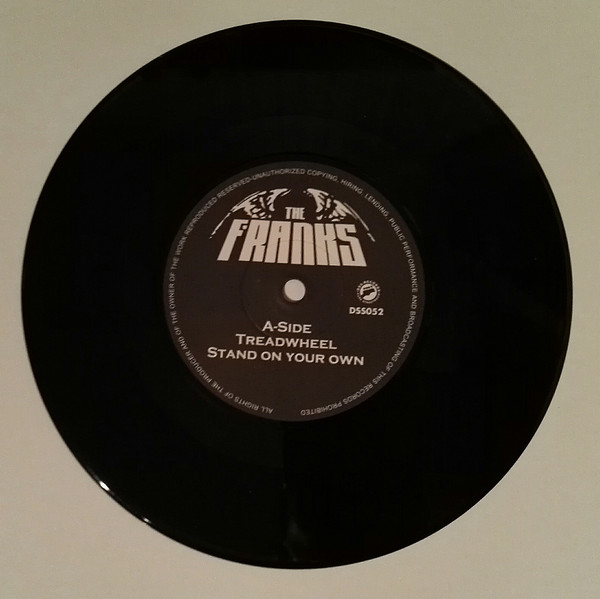 THE
FRANKS
DSS052
A-SIDE
TREADWHEEL
STAND ON YOUR OWN
ALL RIGHTS OF THE PRODUCER AND OF THE OWNER OF THE WORK REPRODUCED RESERVED-UNAUTHORIZED COPYING, HIRING, LENDING, PUBLIC PERFORMANCE AND BROADCASTING OF THIS RECORDS PROHIBITED